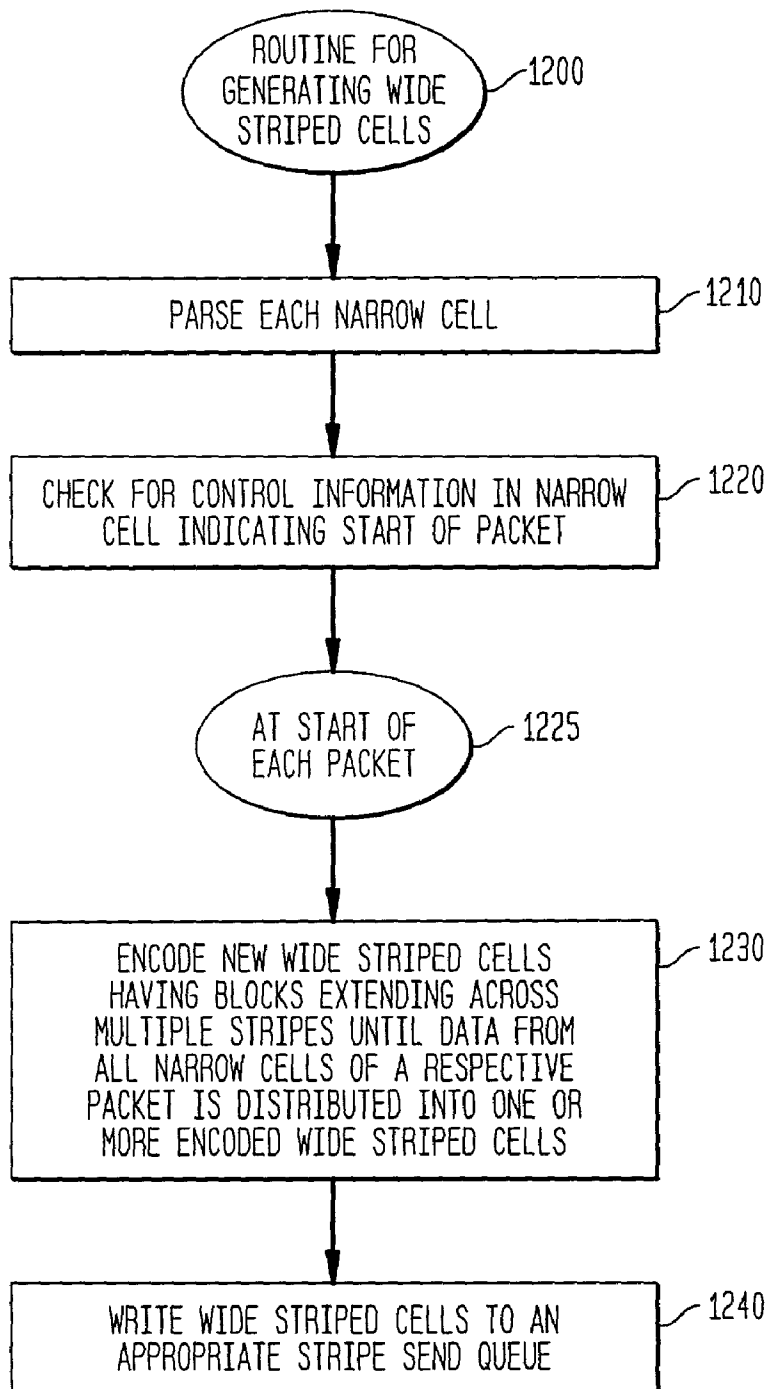 ROUTINE FOR
GENERATING WIDE
STRIPED CELLS
1200
PARSE EACH NARROW CELL
1210
CHECK FOR CONTROL INFORMATION IN NARROW
CELL INDICATING START OF PACKET
1220
AT START OF
EACH PACKET
1225
ENCODE NEW WIDE STRIPED CELLS
HAVING BLOCKS EXTENDING ACROSS
MULTIPLE STRIPES UNTIL DATA FROM
ALL NARROW CELLS OF A RESPECTIVE
PACKET IS DISTRIBUTED INTO ONE OR
MORE ENCODED WIDE STRIPED CELLS
1230
WRITE WIDE STRIPED CELLS TO AN
APPROPRIATE STRIPE SEND QUEUE
1240